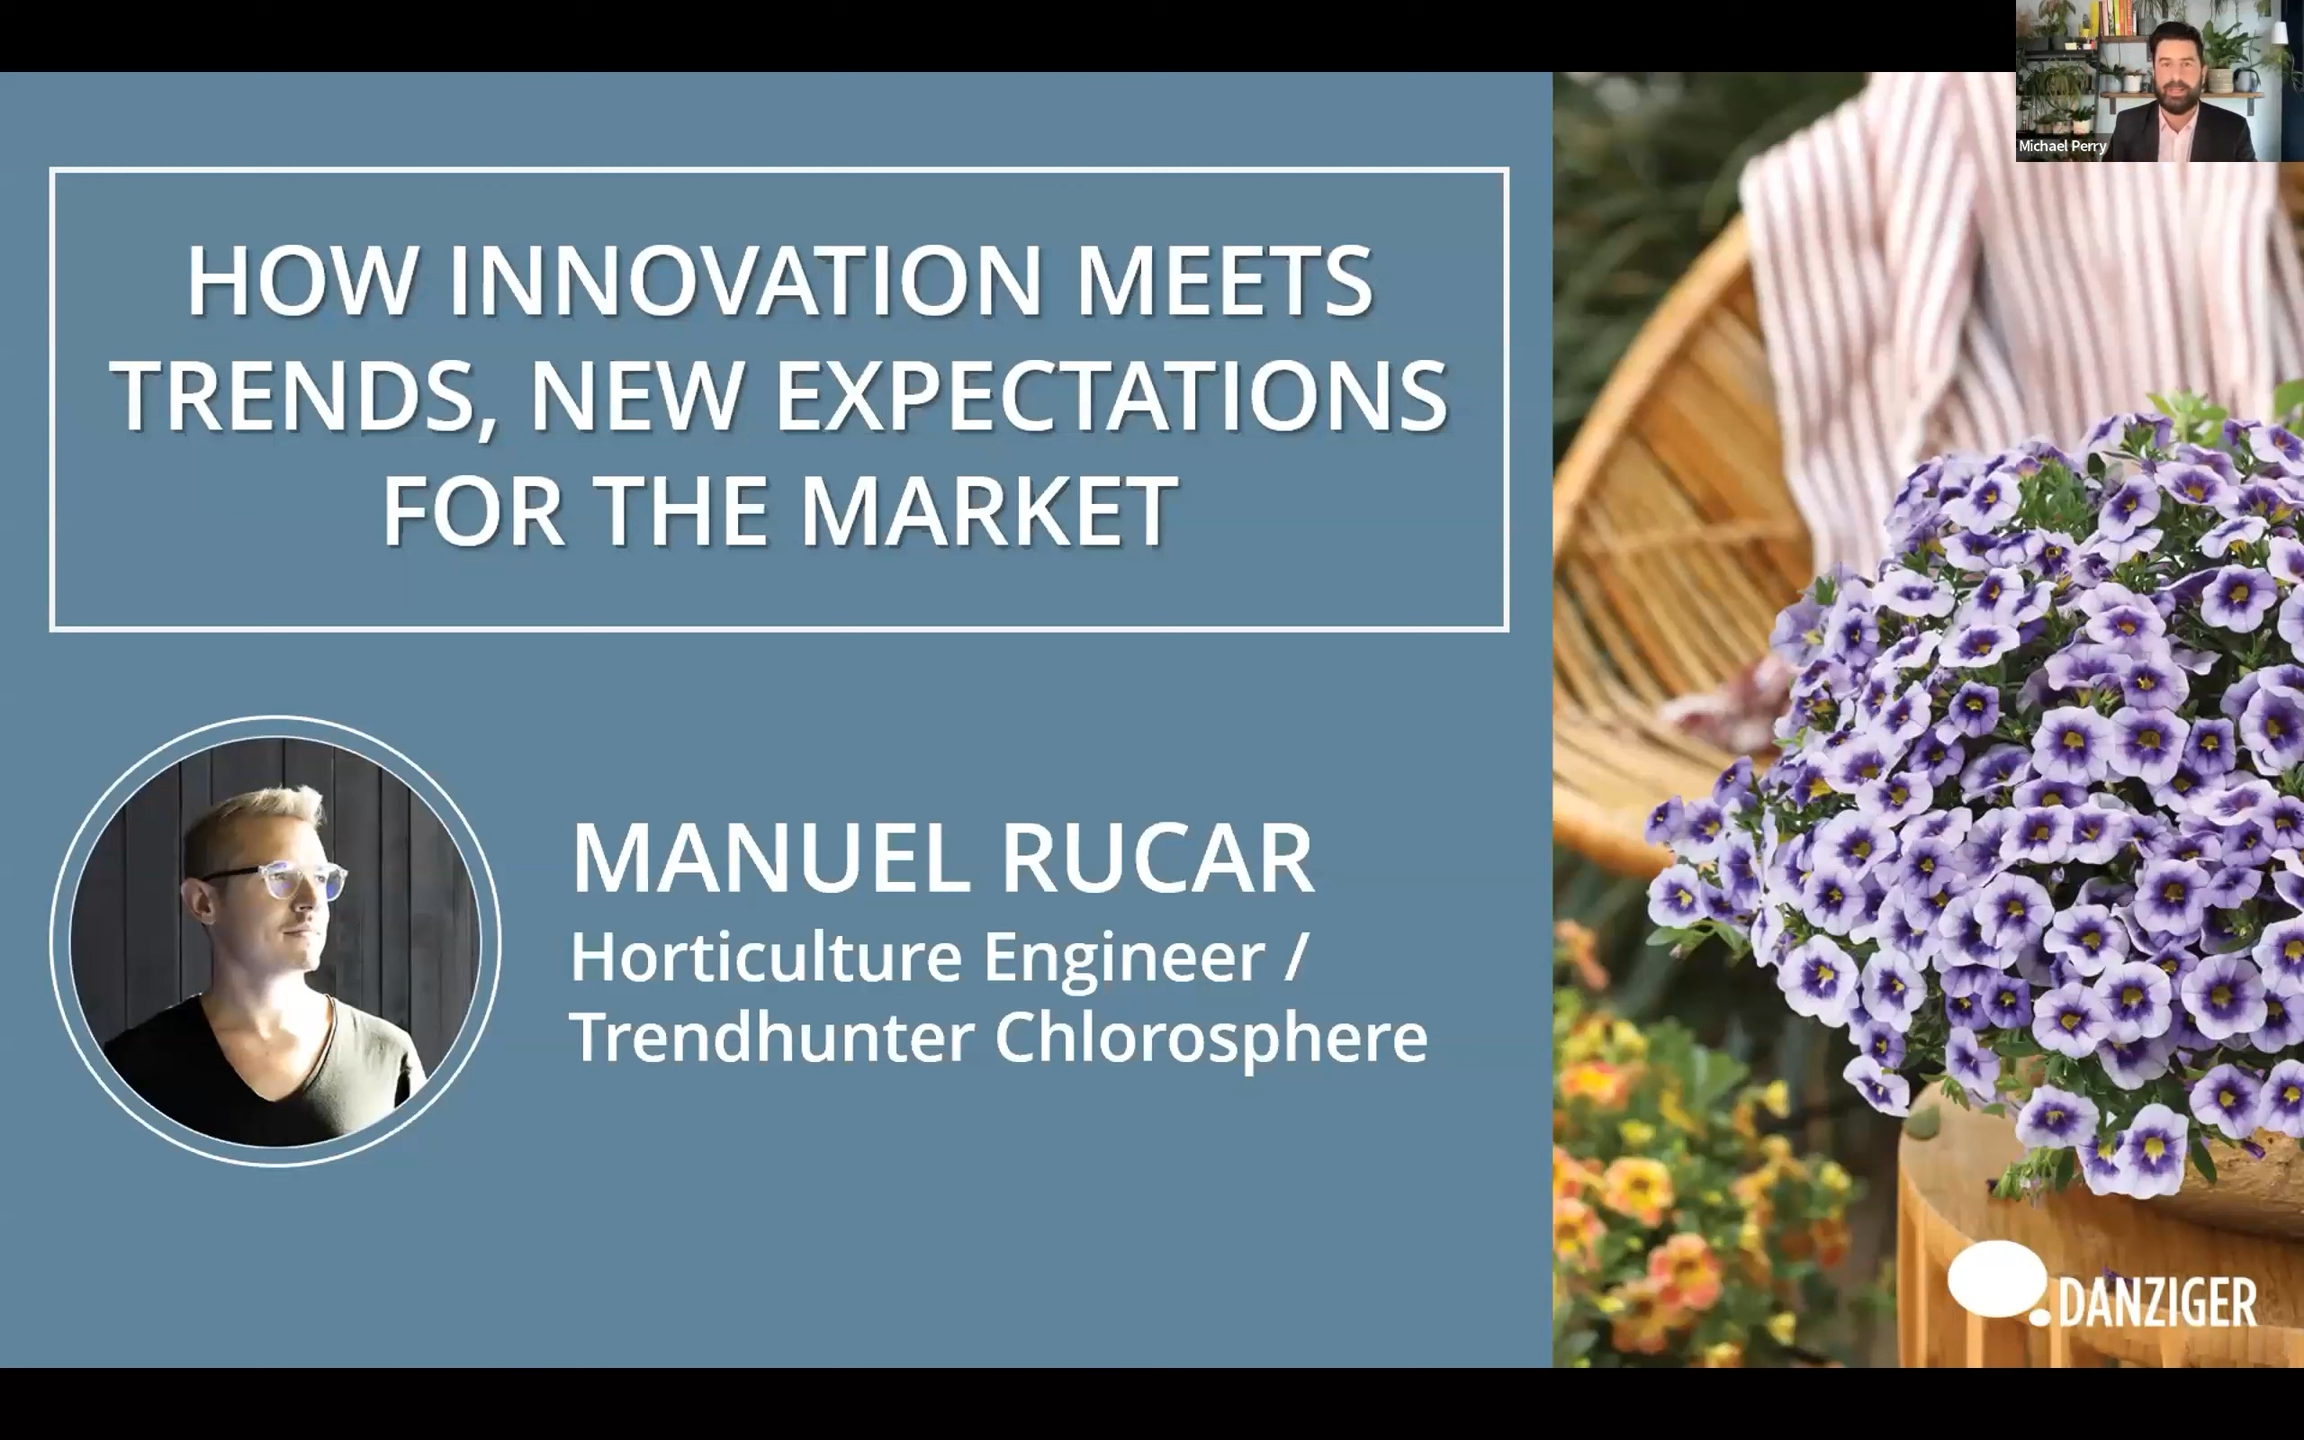 Michael Perry
HOW INNOVATION MEETS
TRENDS, NEW EXPECTATIONS
FOR THE MARKET
MANUEL RUCAR
Horticulture Engineer /
Trendhunter Chlorosphere
DANZIGER